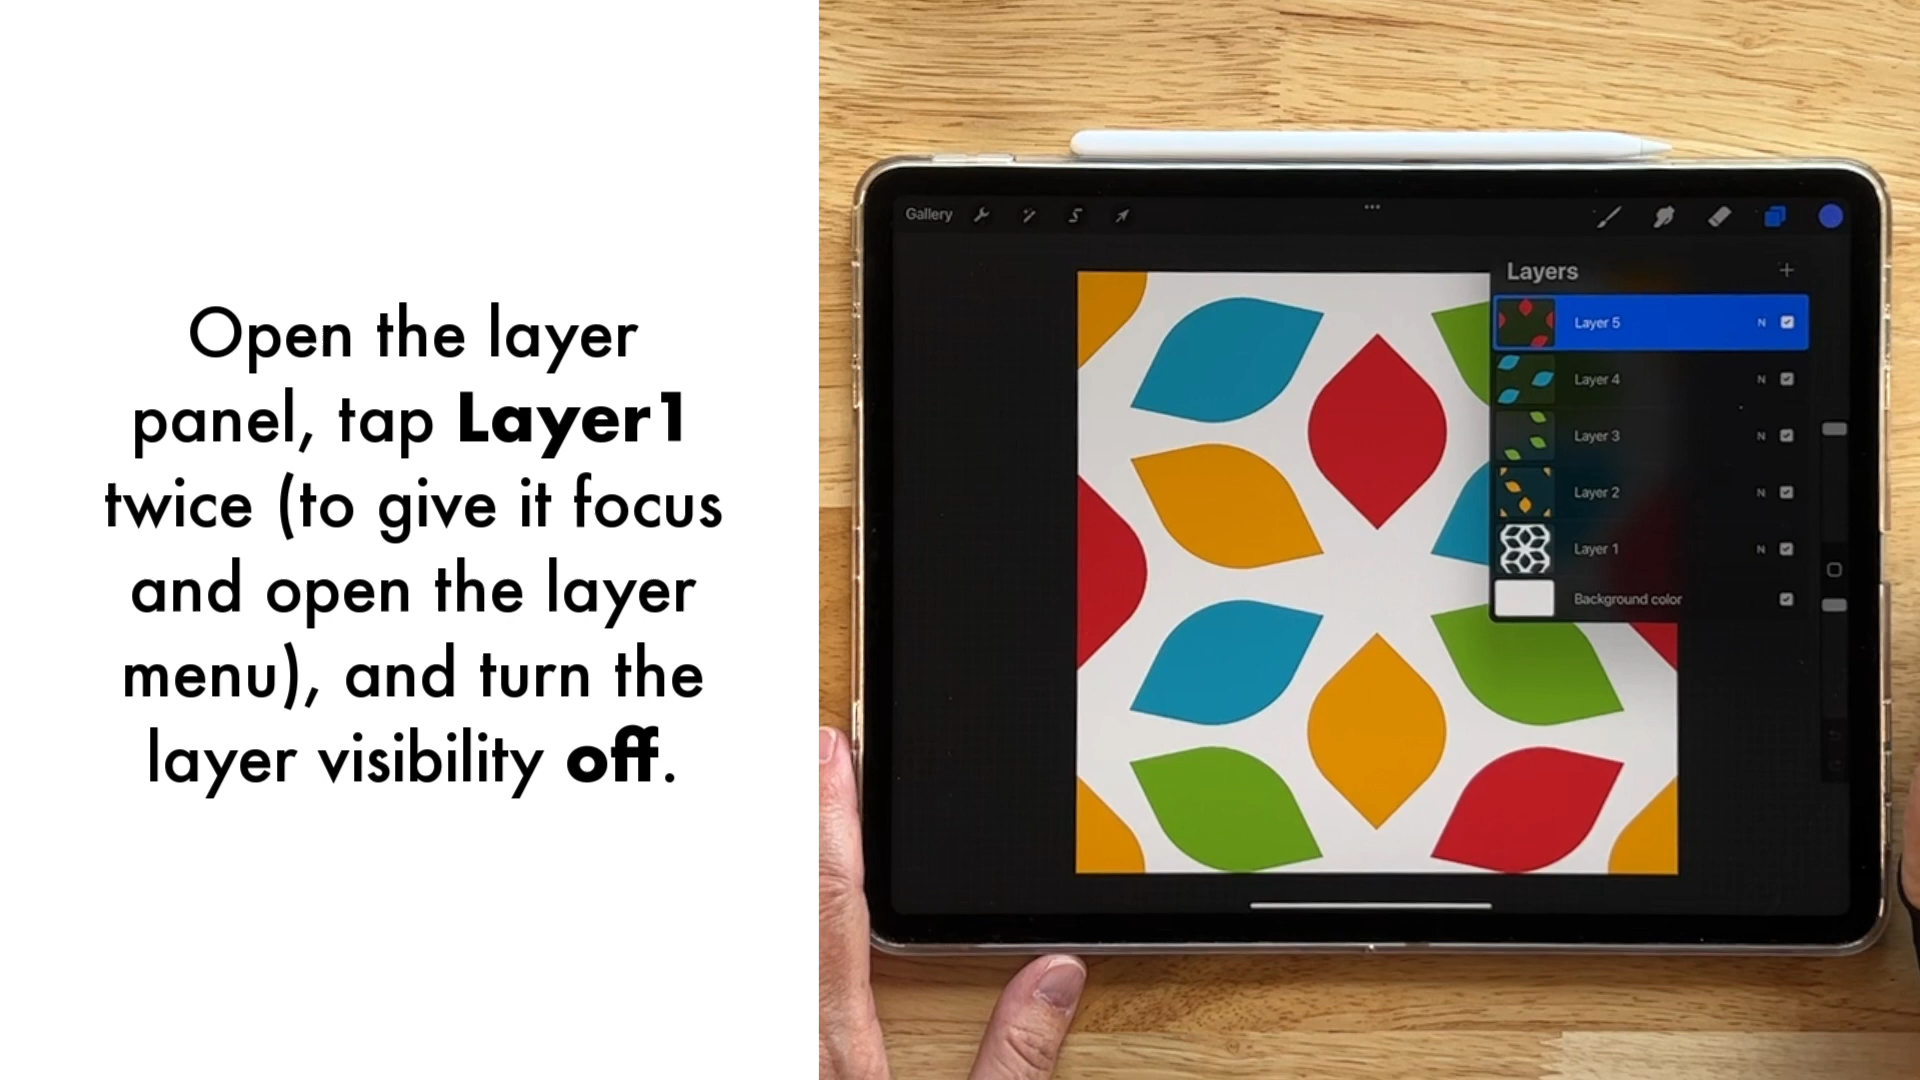 Open the layer
panel, tap Layer1
twice (to give it focus
and open the layer
menu), and turn the
layer visibility off.
Gallery
Layers
Layer 5 N
Layer 4 N
Layer 3 N
Layer 2 N
Layer 1 N
Background color